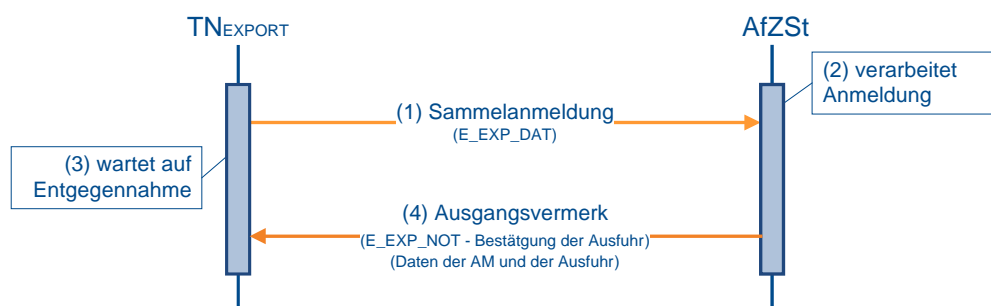 TNEXPORT
AfZSt
(2) verarbeitet
Anmeldung
(1) Sammelanmeldung
(E_EXP_DAT)
(3) wartet auf
Entgegennahme
(4) Ausgangsvermerk
(E_EXP_NOT - Bestätgung der Ausfuhr)
(Daten der AM und der Ausfuhr)